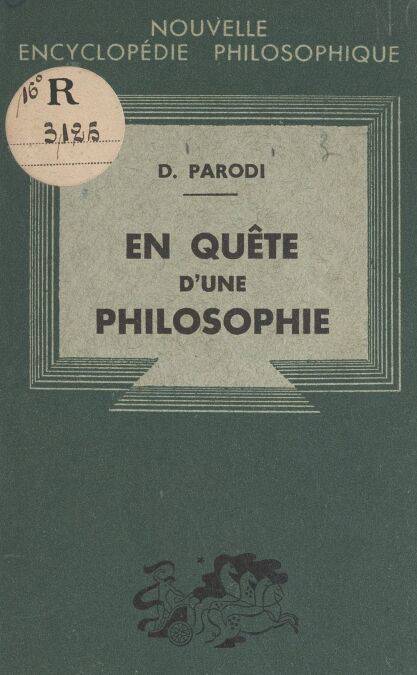 NOUVELLE
ENCYCLOPÉDIE PHILOSOPHIQUE
16° R
3125
D. PARODI
EN QUÊTE
D'UNE
PHILOSOPHIE